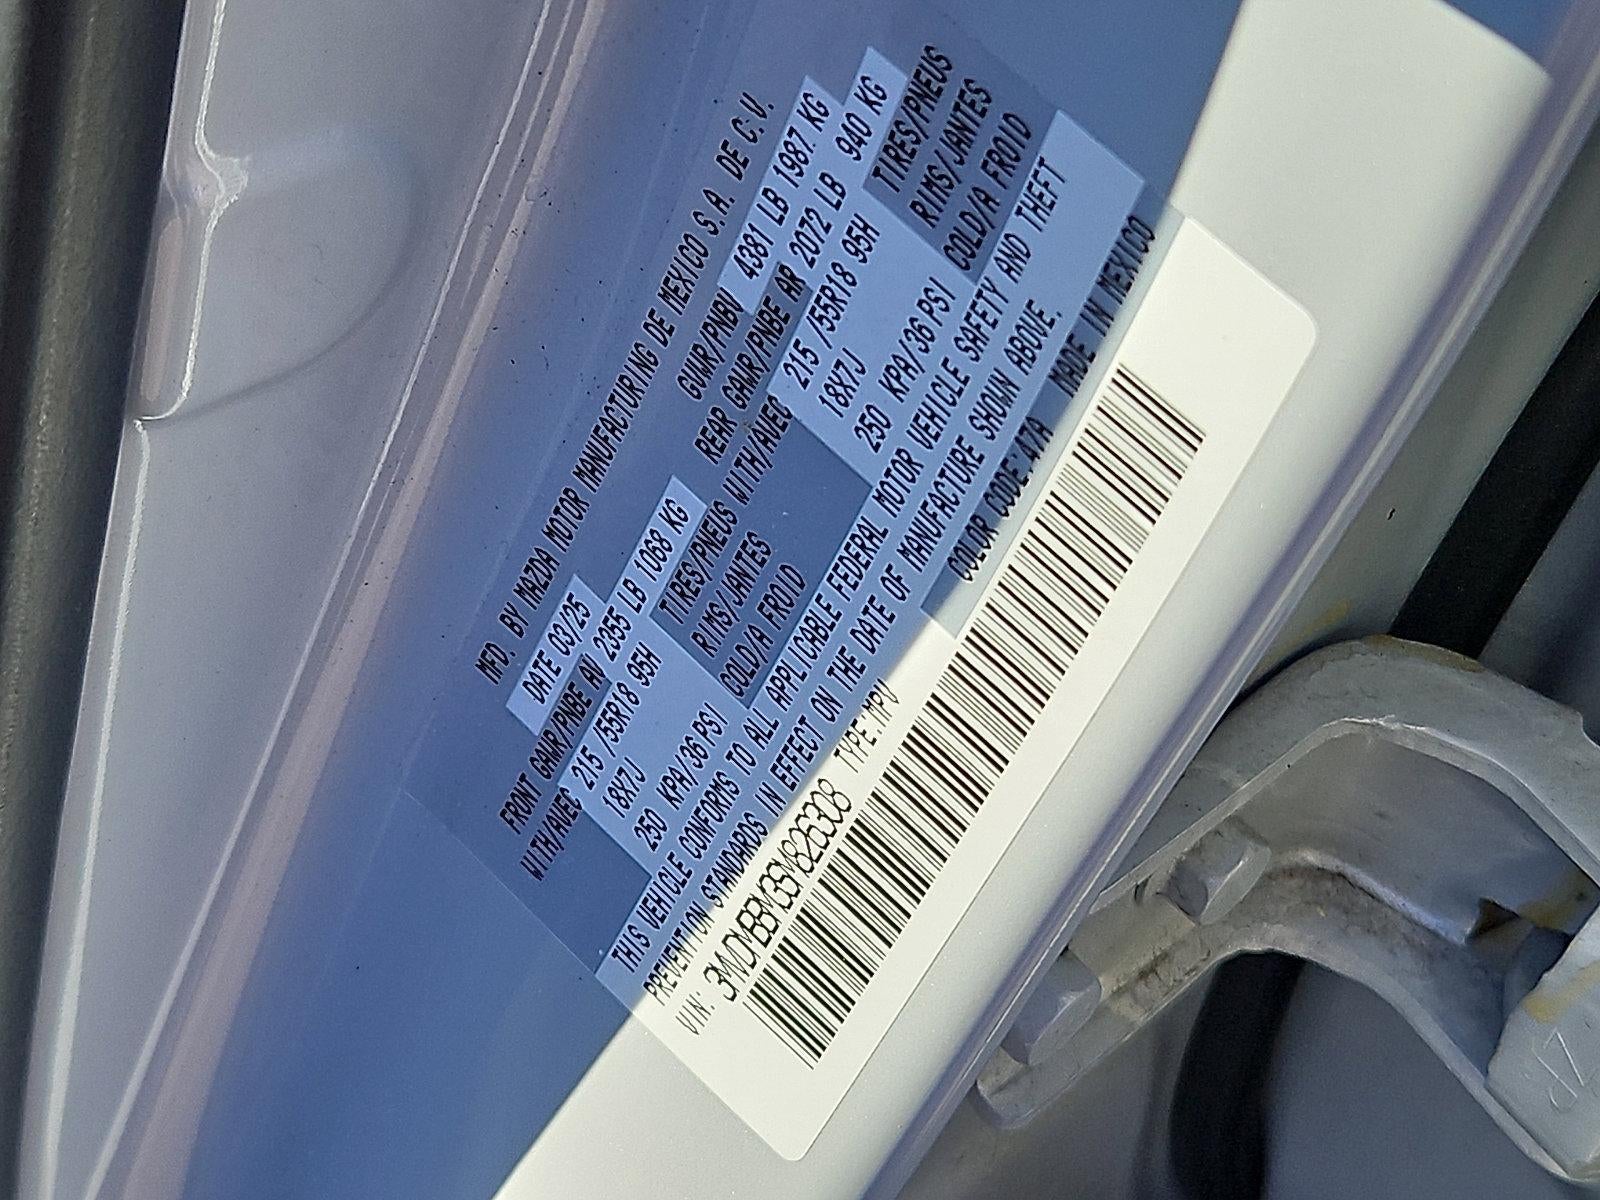 MFD. BY MAZDA MOTOR MANUFACTURING DE MEXICO S.A. DE C.V.
DATE 03/25 GVWR/PNBV 4381 LB 1987 KG
FRONT GAWR/PNBE AV 2355 LB 1068 KG REAR GAWR/PNBE AR 2072 LB 940 KG
WITH/AVEC 215 /55R18 95H TIRES/PNEUS WITH/AVEC 215 /55R18 95H TIRES/PNEUS
18X7J RIMS/JANTES 18X7J RIMS/JANTES
250 KPA/36 PSI COLD/A FROID 250 KPA/36 PSI COLD/A FROID
THIS VEHICLE CONFORMS TO ALL APPLICABLE FEDERAL MOTOR VEHICLE SAFETY AND THEFT
PREVENTION STANDARDS IN EFFECT ON THE DATE OF MANUFACTURE SHOWN ABOVE.
VIN: 3MVDMBBM3SM826308 TYPE:MPV COLOR CODE:47A MADE IN MEXICO